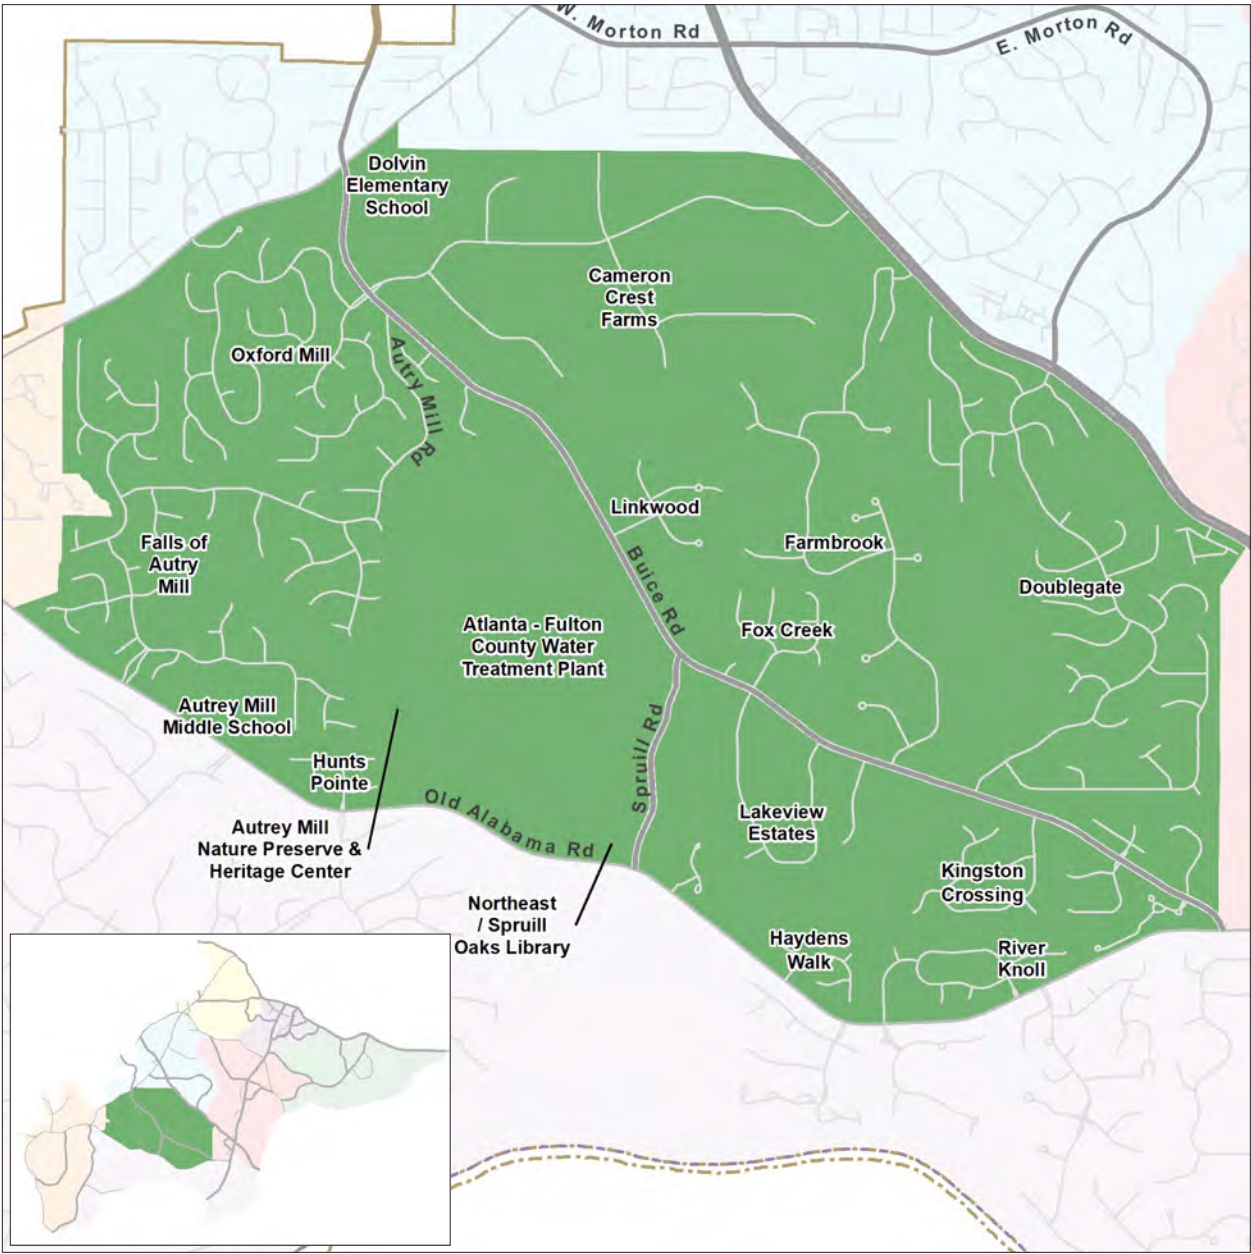 W. Morton Rd
E. Morton Rd
Dolvin
Elementary
School
Cameron
Crest
Farms
Oxford Mill
Autry Mill Rd
Linkwood
Farmbrook
Falls of
Autry
Mill
Buice Rd
Doublegate
Atlanta - Fulton
County Water
Treatment Plant
Fox Creek
Autrey Mill
Middle School
Spruill Rd
Hunts
Pointe
Old Alabama Rd
Lakeview
Estates
Autrey Mill
Nature Preserve &
Heritage Center
Kingston
Crossing
Northeast
/ Spruill
Oaks Library
Haydens
Walk
River
Knoll